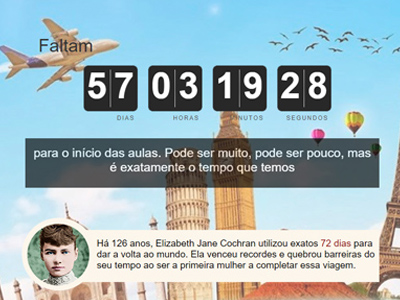 Faltam
57 03 19 28
DIAS HORAS MINUTOS SEGUNDOS
para o início das aulas. Pode ser muito, pode ser pouco, mas
é exatamente o tempo que temos
Há 126 anos, Elizabeth Jane Cochran utilizou exatos 72 dias para
dar a volta ao mundo. Ela venceu recordes e quebrou barreiras do
seu tempo ao ser a primeira mulher a completar essa viagem.